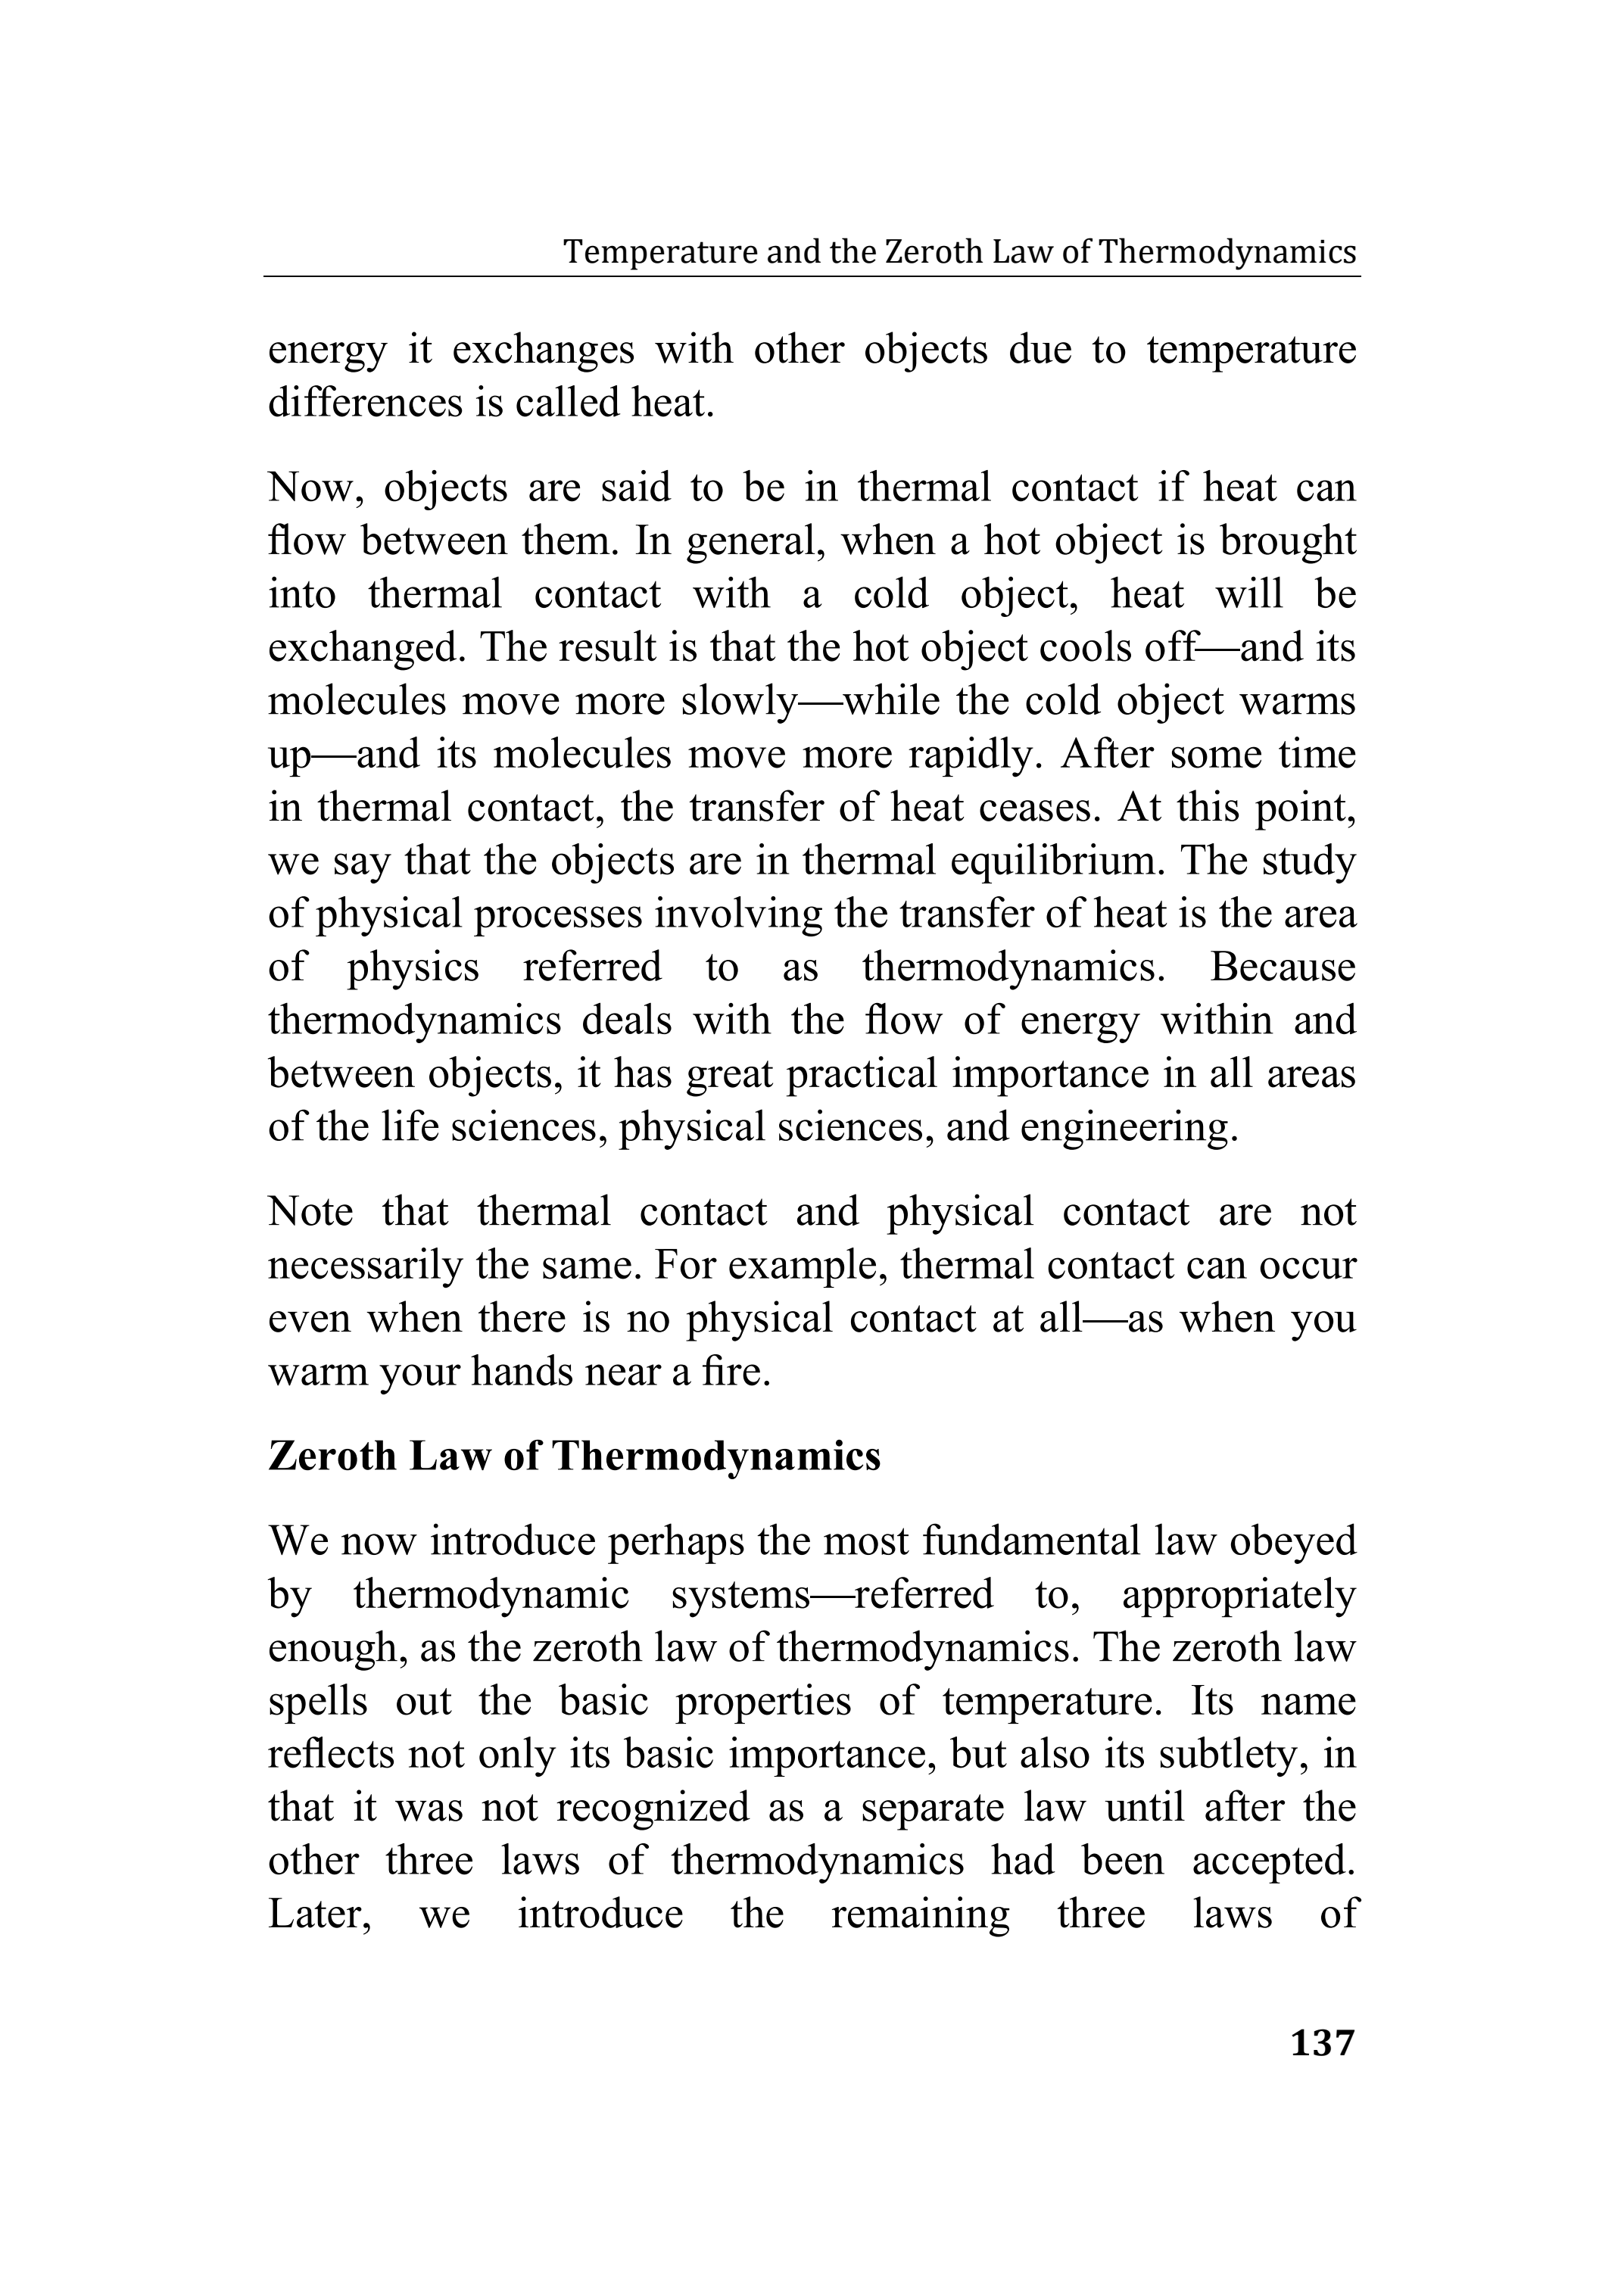 Temperature and the Zeroth Law of Thermodynamics
energy it exchanges with other objects due to temperature
differences is called heat.
Now, objects are said to be in thermal contact if heat can
flow between them. In general, when a hot object is brought
into thermal contact with a cold object, heat will be
exchanged. The result is that the hot object cools off—and its
molecules move more slowly—while the cold object warms
up—and its molecules move more rapidly. After some time
in thermal contact, the transfer of heat ceases. At this point,
we say that the objects are in thermal equilibrium. The study
of physical processes involving the transfer of heat is the area
of physics referred to as thermodynamics. Because
thermodynamics deals with the flow of energy within and
between objects, it has great practical importance in all areas
of the life sciences, physical sciences, and engineering.
Note that thermal contact and physical contact are not
necessarily the same. For example, thermal contact can occur
even when there is no physical contact at all—as when you
warm your hands near a fire.
Zeroth Law of Thermodynamics
We now introduce perhaps the most fundamental law obeyed
by thermodynamic systems—referred to, appropriately
enough, as the zeroth law of thermodynamics. The zeroth law
spells out the basic properties of temperature. Its name
reflects not only its basic importance, but also its subtlety, in
that it was not recognized as a separate law until after the
other three laws of thermodynamics had been accepted.
Later, we introduce the remaining three laws of
137